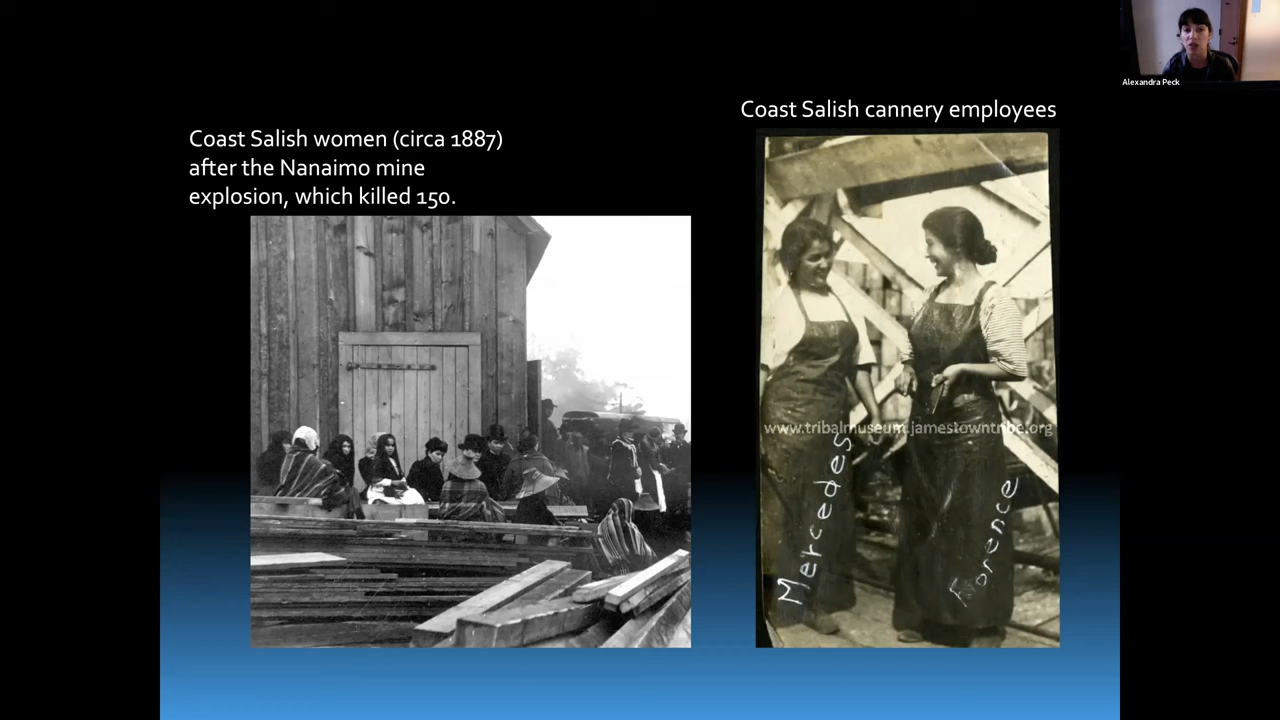 Alexandra Peck
Coast Salish women (circa 1887)
after the Nanaimo mine
explosion, which killed 150.
Coast Salish cannery employees
www.tribalmuseum.jamestowntribe.org
Mercedes
Florence